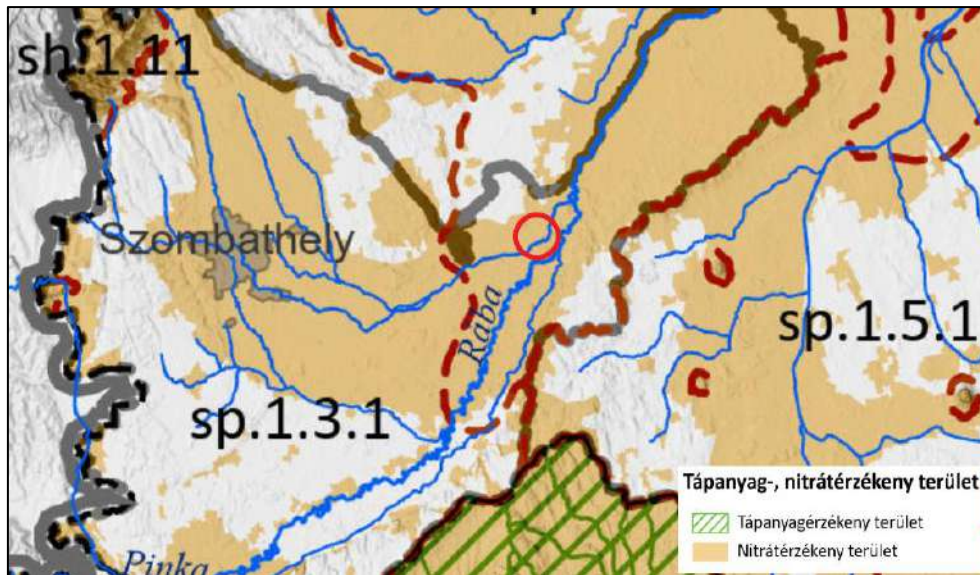 sh.1.11
Szombathely
Rába
sp.1.5.1
sp.1.3.1
Pinka
Tápanyag-, nitrátérzékeny terület
Tápanyagérzékeny terület
Nitrátérzékeny terület